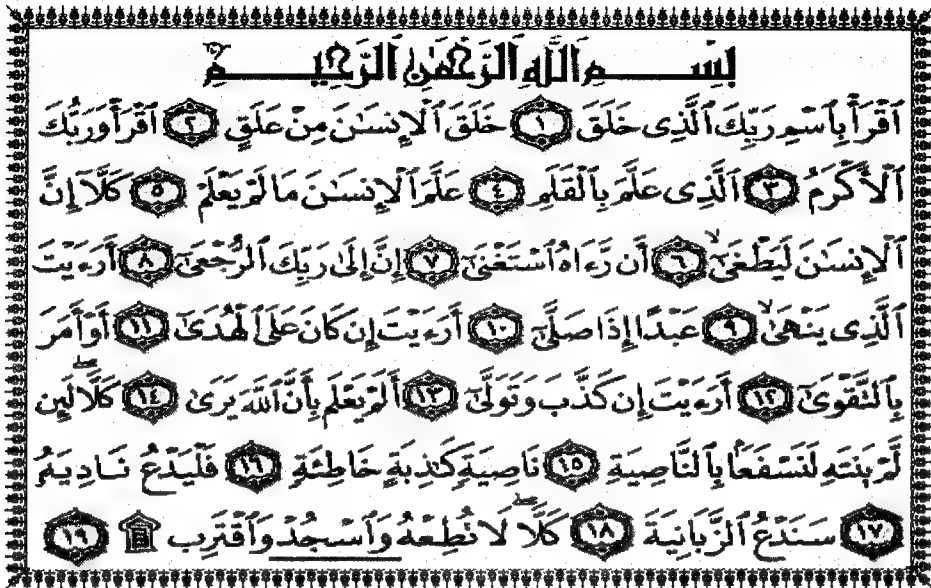 بِسْمِ ٱللَّهِ ٱلرَّحْمَٰنِ ٱلرَّحِيمِ
ٱقْرَأْ بِٱسْمِ رَبِّكَ ٱلَّذِى خَلَقَ ١ خَلَقَ ٱلْإِنسَٰنَ مِنْ عَلَقٍ ٢ ٱقْرَأْ وَرَبُّكَ
ٱلْأَكْرَمُ ٣ ٱلَّذِى عَلَّمَ بِٱلْقَلَمِ ٤ عَلَّمَ ٱلْإِنسَٰنَ مَا لَمْ يَعْلَمْ ٥ كَلَّآ إِنَّ
ٱلْإِنسَٰنَ لَيَطْغَىٰٓ ٦ أَن رَّءَاهُ ٱسْتَغْنَىٰٓ ٧ إِنَّ إِلَىٰ رَبِّكَ ٱلرُّجْعَىٰٓ ٨ أَرَءَيْتَ
ٱلَّذِى يَنْهَىٰ ٩ عَبْدًا إِذَا صَلَّىٰٓ ١٠ أَرَءَيْتَ إِن كَانَ عَلَى ٱلْهُدَىٰٓ ١١ أَوْ أَمَرَ
بِٱلتَّقْوَىٰٓ ١٢ أَرَءَيْتَ إِن كَذَّبَ وَتَوَلَّىٰٓ ١٣ أَلَمْ يَعْلَم بِأَنَّ ٱللَّهَ يَرَىٰ ١٤ كَلَّا لَئِن
لَّمْ يَنتَهِ لَنَسْفَعًۢا بِٱلنَّاصِيَةِ ١٥ نَاصِيَةٍ كَٰذِبَةٍ خَاطِئَةٍ ١٦ فَلْيَدْعُ نَادِيَهُۥ
١٧ سَنَدْعُ ٱلزَّبَانِيَةَ ١٨ كَلَّا لَا تُطِعْهُ وَٱسْجُدْ وَٱقْتَرِب ۩ ١٩